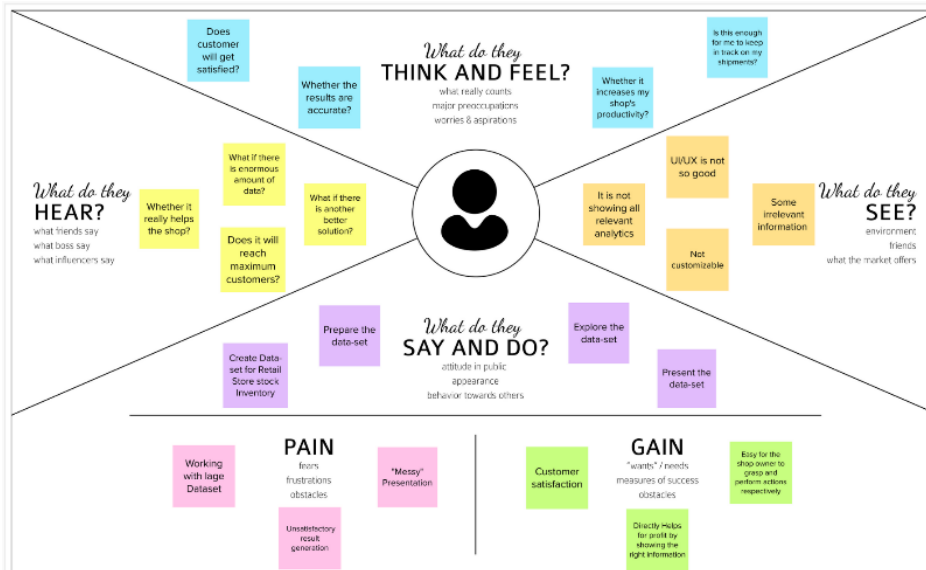 Does
customer
will get
satisfied?
Whether the
results are
accurate?
What do they
THINK AND FEEL?
what really counts
major preoccupations
worries & aspirations
Whether it
increases my
shop's
productivity?
Is this enough
for me to keep
in track on my
shipments?
What do they
HEAR?
what friends say
what boss say
what influencers say
Whether it
really helps
the shop?
What if there
is enormous
amount of
data?
Does it will
reach
maximum
customers?
What if there
is another
better
solution?
It is not
showing all
relevant
analytics
UI/UX is not
so good
Not
customizable
Some
irrelevant
information
What do they
SEE?
environment
friends
what the market offers
Create Data-
set for Retail
Store stock
Inventory
Prepare the
data-set
What do they
SAY AND DO?
attitude in public
appearance
behavior towards others
Explore the
data-set
Present the
data-set
Working
with lage
Dataset
PAIN
fears
frustrations
obstacles
Unsatisfactory
result
generation
"Messy"
Presentation
Customer
satisfaction
GAIN
"wants" / needs
measures of success
obstacles
Directly Helps
for profit by
showing the
right information
Easy for the
shop owner to
grasp and
perform actions
respectively